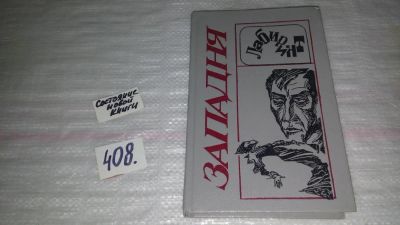 Состояние
новой
книги
408.
ЗАПАДНЯ
Лабиринт